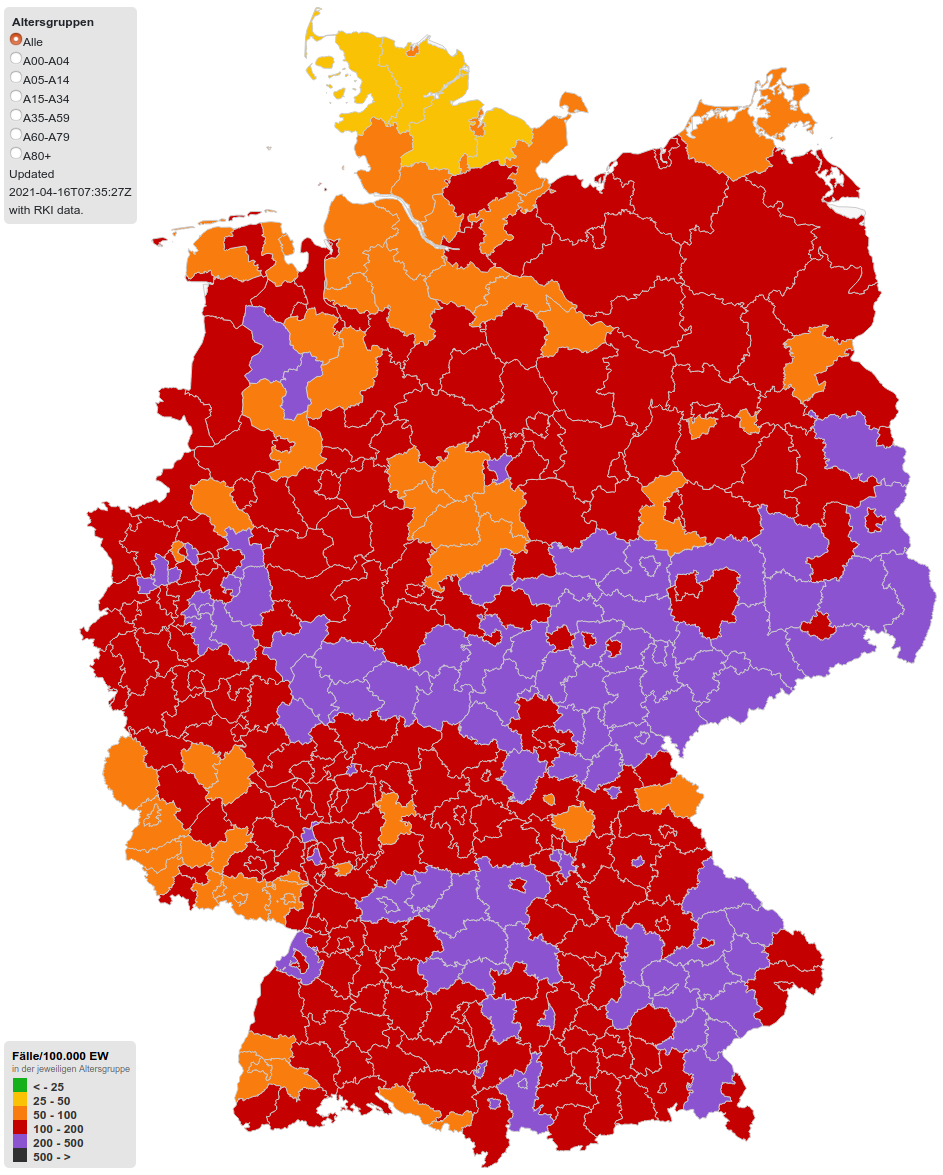 Altersgruppen
Alle
A00-A04
A05-A14
A15-A34
A35-A59
A60-A79
A80+
Updated
2021-04-16T07:35:27Z
with RKI data.
Fälle/100.000 EW
in der jeweiligen Altersgruppe
< - 25
25 - 50
50 - 100
100 - 200
200 - 500
500 - >